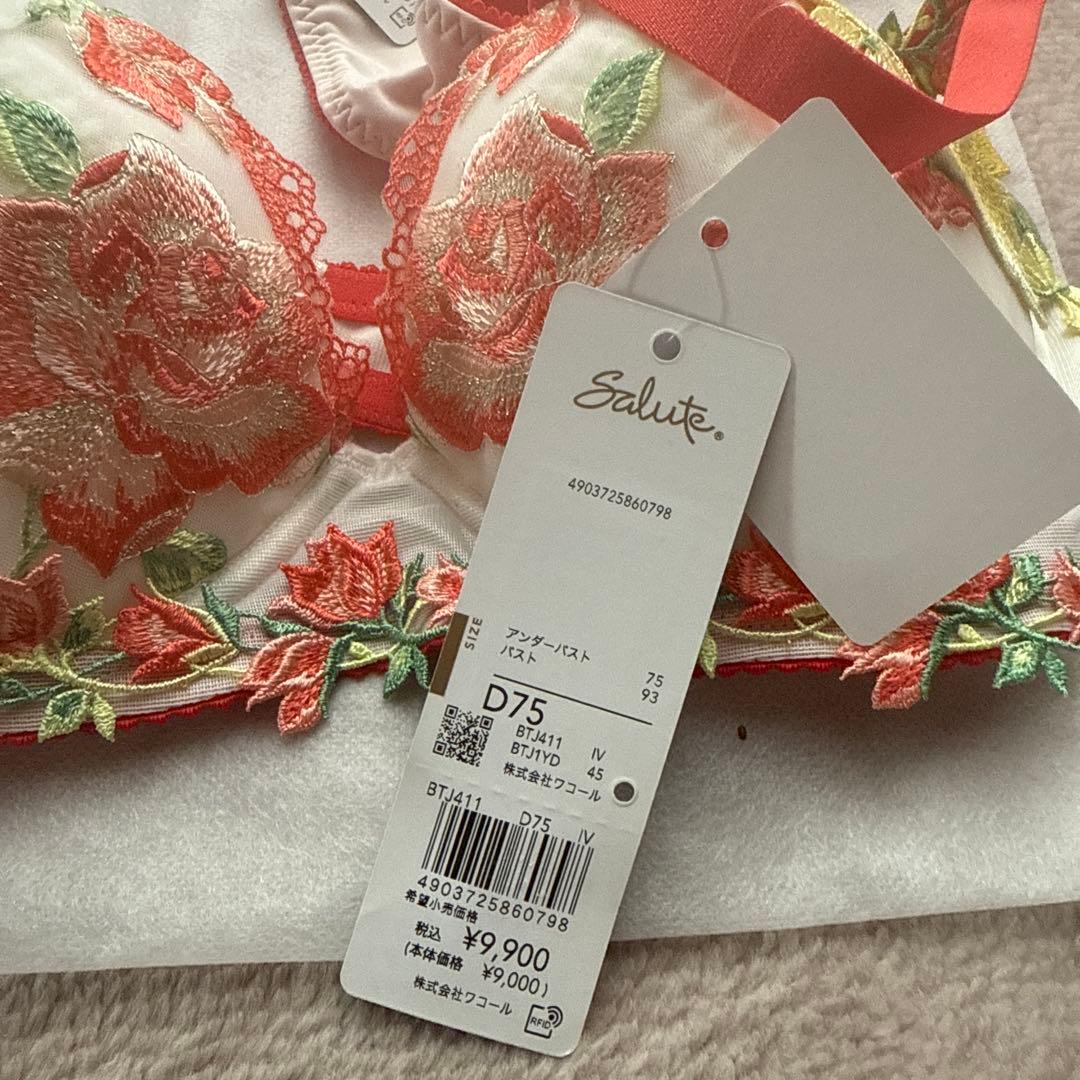 Salute®
4903725860798
SIZE
アンダーバスト 75
バスト 93
D75
BTJ411 IV
BTJ1YD 45
株式会社ワコール
BTJ411 D75 IV
4903725860798
希望小売価格
税込 ¥9,900
(本体価格 ¥9,000)
株式会社ワコール
RFID